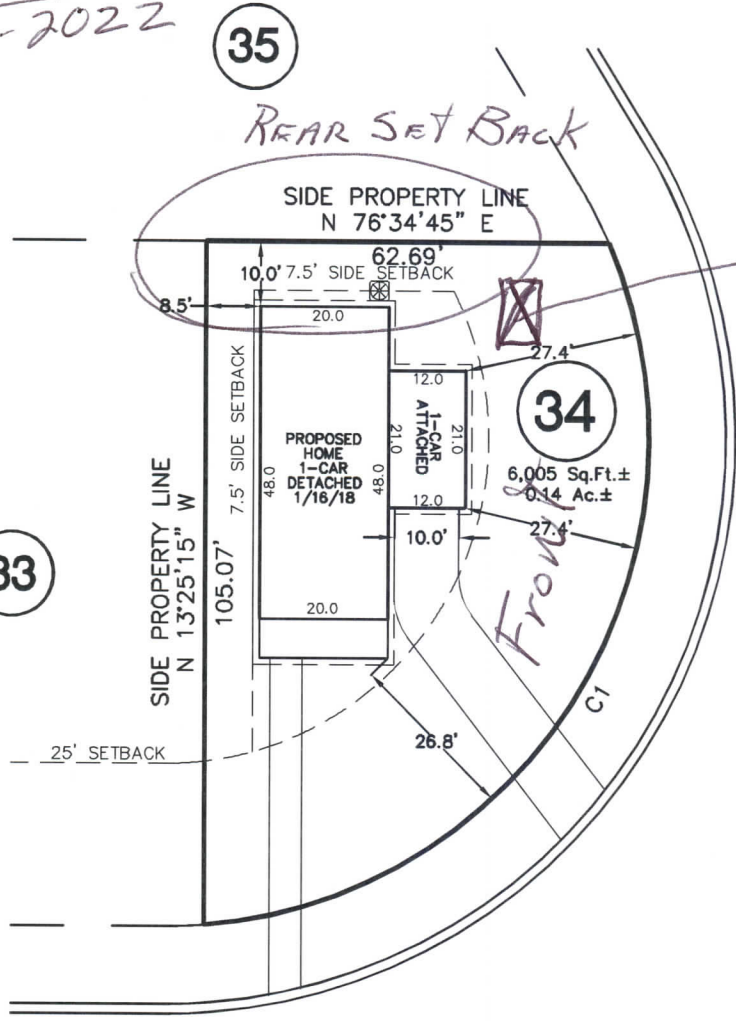 -2022
35
REAR SET BACK
SIDE PROPERTY LINE
N 76°34'45" E
62.69'
10.0'
7.5' SIDE SETBACK
8.5'
20.0
27.4'
12.0
34
7.5' SIDE SETBACK
1-CAR
ATTACHED
21.0
21.0
PROPOSED
HOME
1-CAR
DETACHED
1/16/18
48.0
48.0
6,005 Sq.Ft.±
0.14 Ac.±
SIDE PROPERTY LINE
N 13°25'15" W
105.07'
12.0
27.4'
10.0'
Front
33
20.0
C1
26.8'
25' SETBACK